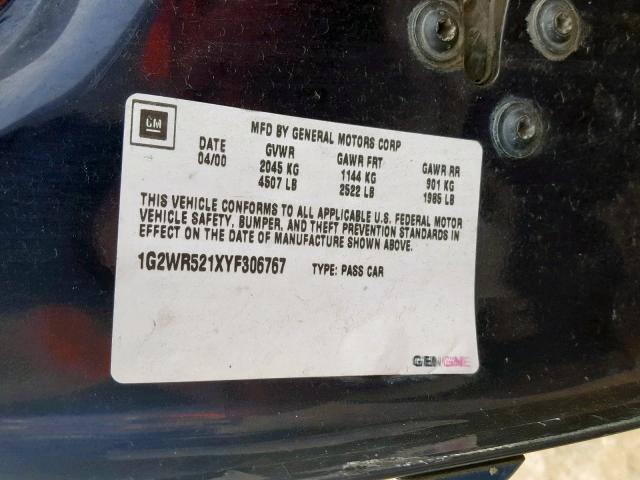 GM
MFD BY GENERAL MOTORS CORP
DATE GVWR GAWR FRT GAWR RR
04/00 2045 KG 1144 KG 901 KG
4507 LB 2522 LB 1985 LB
THIS VEHICLE CONFORMS TO ALL APPLICABLE U.S. FEDERAL MOTOR
VEHICLE SAFETY, BUMPER, AND THEFT PREVENTION STANDARDS
IN EFFECT ON THE DATE OF MANUFACTURE SHOWN ABOVE.
1G2WR521XYF306767 TYPE: PASS CAR